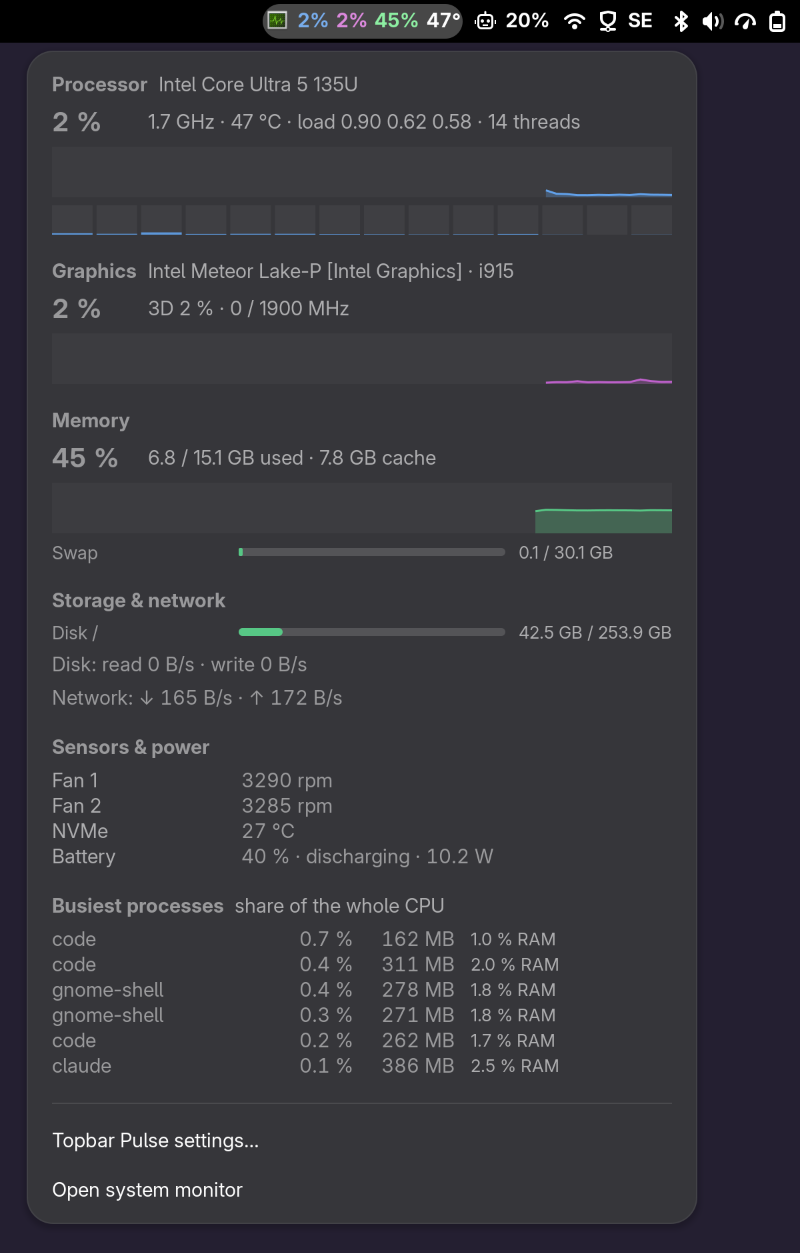 2% 2% 45% 47° 20% SE
Processor Intel Core Ultra 5 135U
2 % 1.7 GHz · 47 °C · load 0.90 0.62 0.58 · 14 threads
Graphics Intel Meteor Lake-P [Intel Graphics] · i915
2 % 3D 2 % · 0 / 1900 MHz
Memory
45 % 6.8 / 15.1 GB used · 7.8 GB cache
Swap 0.1 / 30.1 GB
Storage & network
Disk / 42.5 GB / 253.9 GB
Disk: read 0 B/s · write 0 B/s
Network: ↓ 165 B/s · ↑ 172 B/s
Sensors & power
Fan 1 3290 rpm
Fan 2 3285 rpm
NVMe 27 °C
Battery 40 % · discharging · 10.2 W
Busiest processes share of the whole CPU
code 0.7 % 162 MB 1.0 % RAM
code 0.4 % 311 MB 2.0 % RAM
gnome-shell 0.4 % 278 MB 1.8 % RAM
gnome-shell 0.3 % 271 MB 1.8 % RAM
code 0.2 % 262 MB 1.7 % RAM
claude 0.1 % 386 MB 2.5 % RAM
Topbar Pulse settings...
Open system monitor